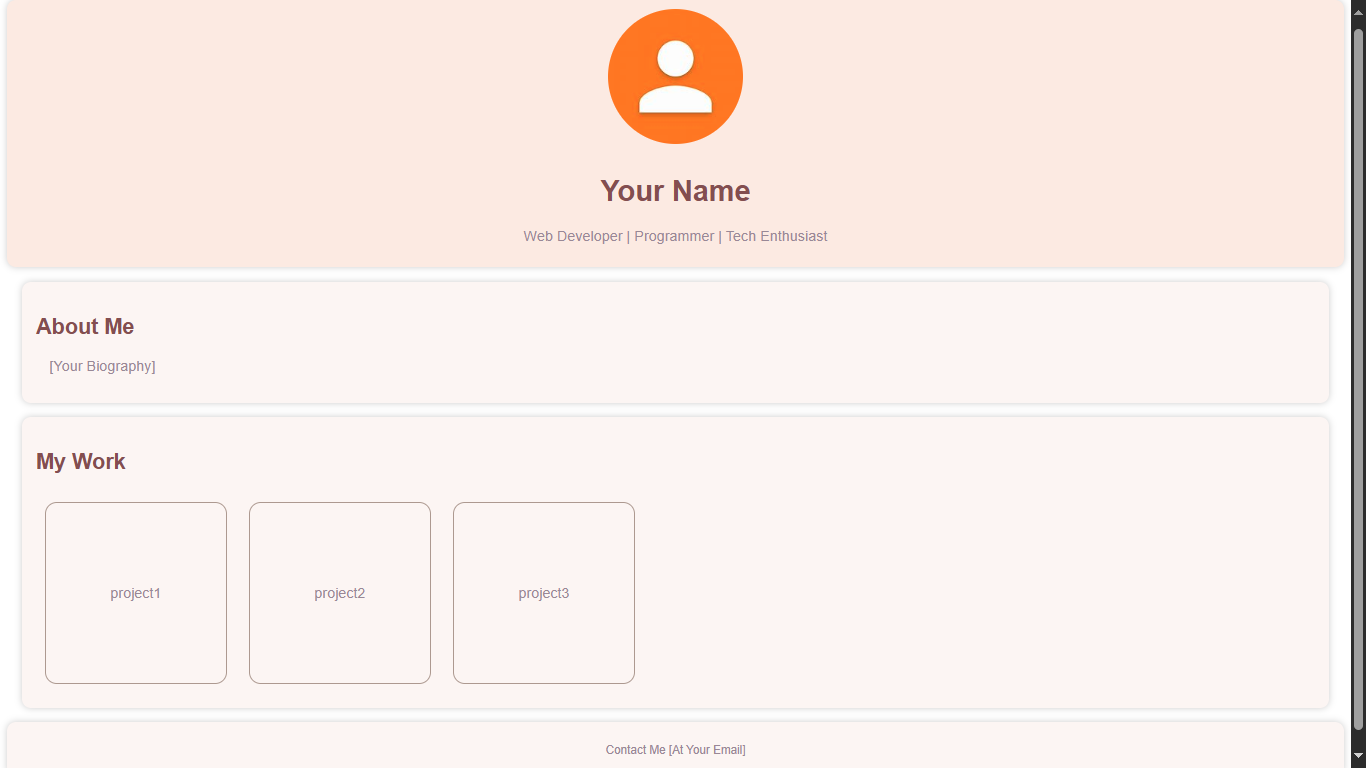 Your Name
Web Developer | Programmer | Tech Enthusiast
About Me
[Your Biography]
My Work
project1 project2 project3
Contact Me [At Your Email]